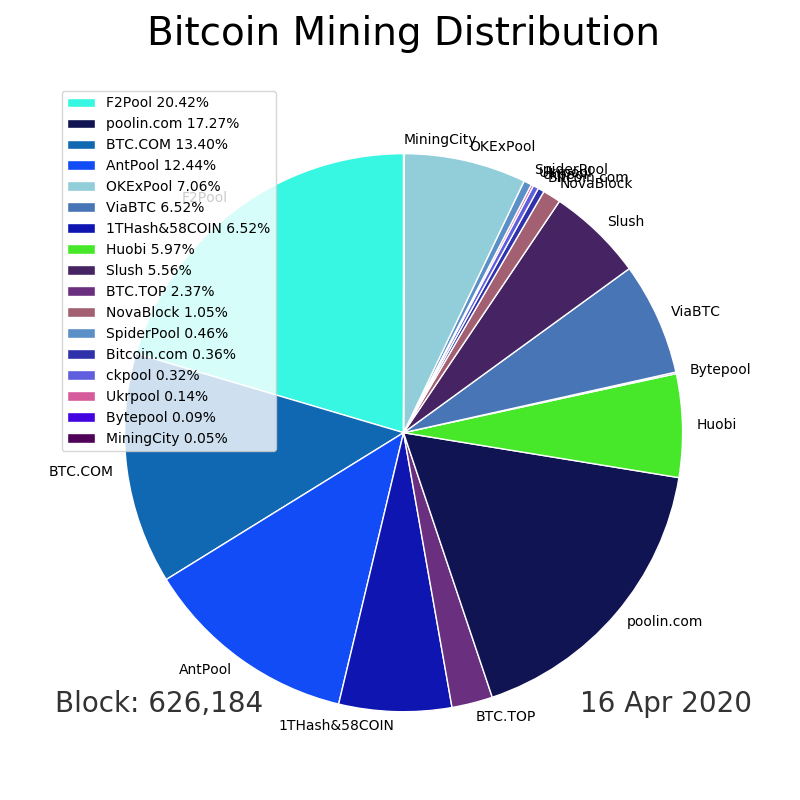 Bitcoin Mining Distribution
F2Pool 20.42%
poolin.com 17.27%
BTC.COM 13.40%
AntPool 12.44%
OKExPool 7.06%
ViaBTC 6.52%
1THash&58COIN 6.52%
Huobi 5.97%
Slush 5.56%
BTC.TOP 2.37%
NovaBlock 1.05%
SpiderPool 0.46%
Bitcoin.com 0.36%
ckpool 0.32%
Ukrpool 0.14%
Bytepool 0.09%
MiningCity 0.05%
MiningCity
OKExPool
SpiderPool
Bitcoin.com
NovaBlock
Slush
ViaBTC
Bytepool
Huobi
poolin.com
BTC.TOP
1THash&58COIN
AntPool
BTC.COM
F2Pool
Block: 626,184
16 Apr 2020